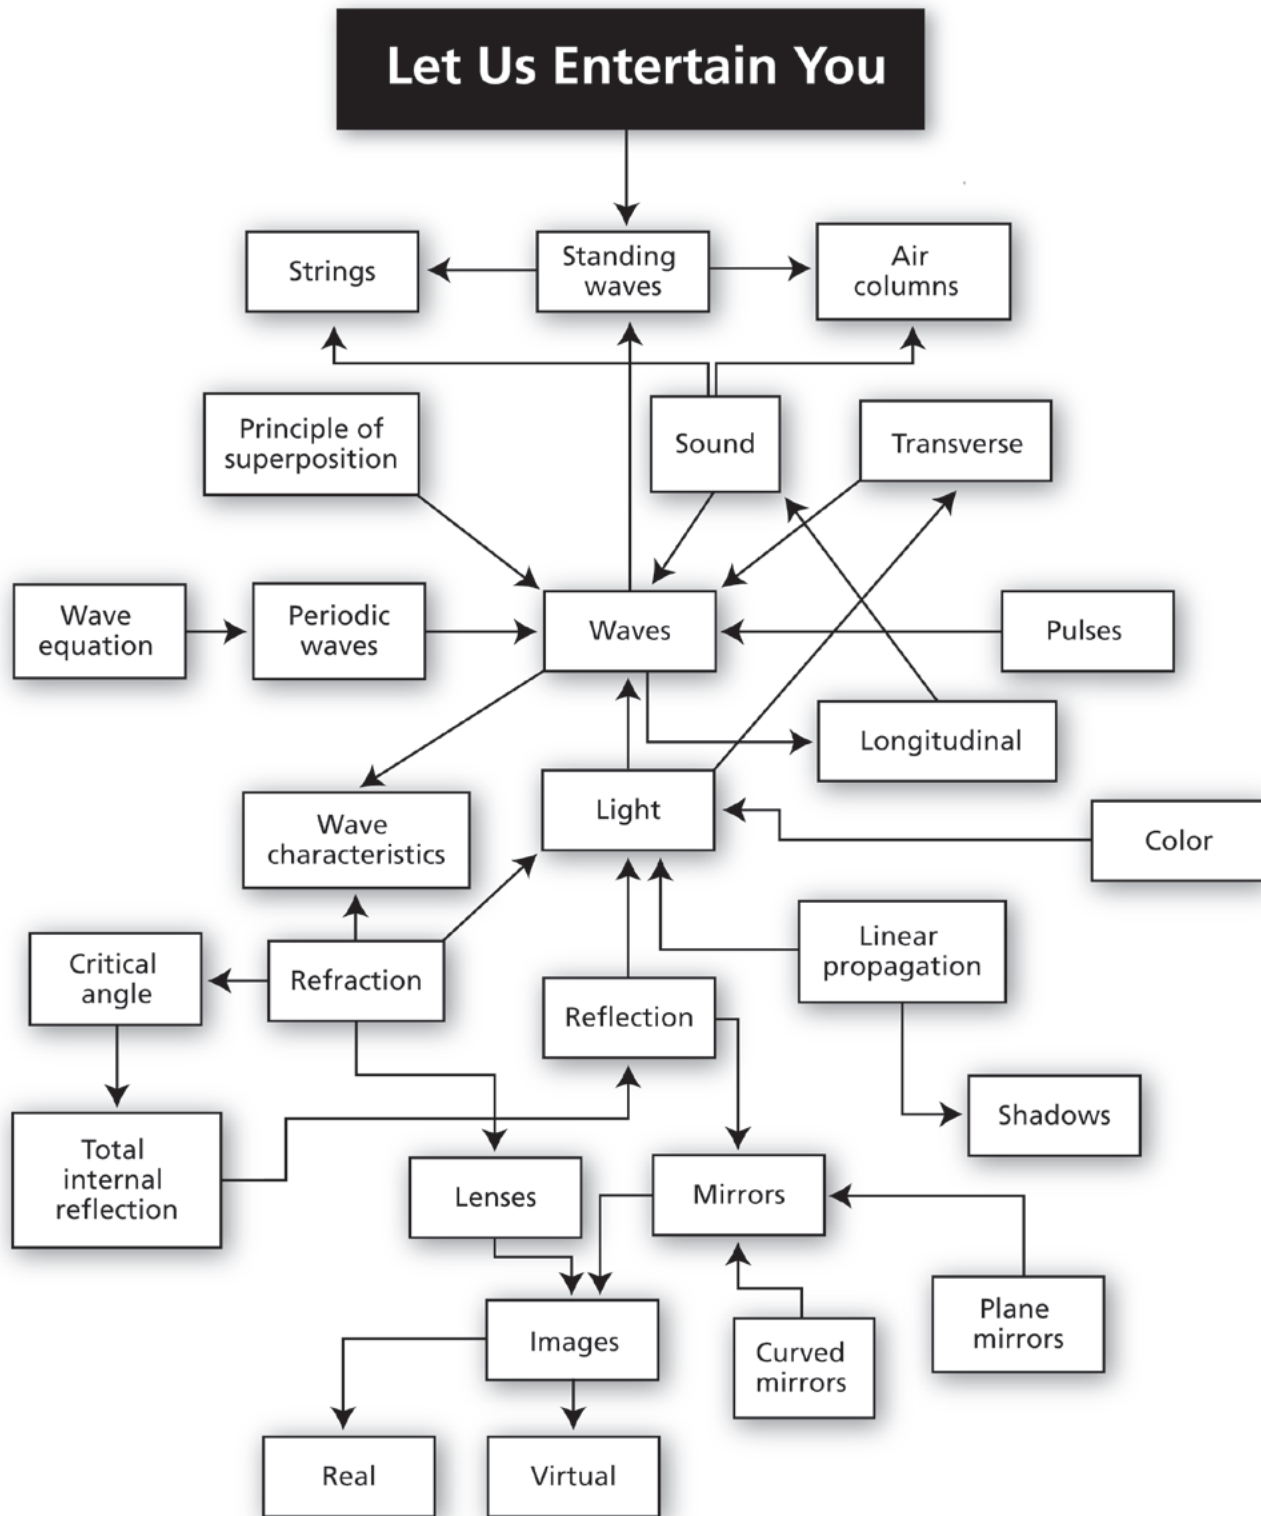 Let Us Entertain You
Strings
Standing
waves
Air
columns
Principle of
superposition
Sound
Transverse
Wave
equation
Periodic
waves
Waves
Pulses
Longitudinal
Light
Color
Wave
characteristics
Linear
propagation
Critical
angle
Refraction
Reflection
Shadows
Total
internal
reflection
Lenses
Mirrors
Plane
mirrors
Images
Curved
mirrors
Real
Virtual